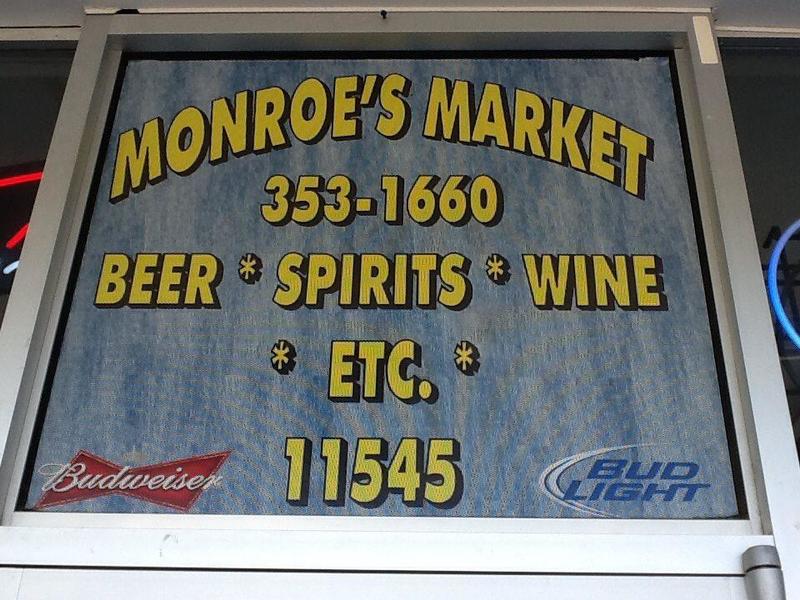 MONROE'S MARKET
353-1660
BEER * SPIRITS * WINE
* ETC. *
11545
Budweiser
BUD LIGHT